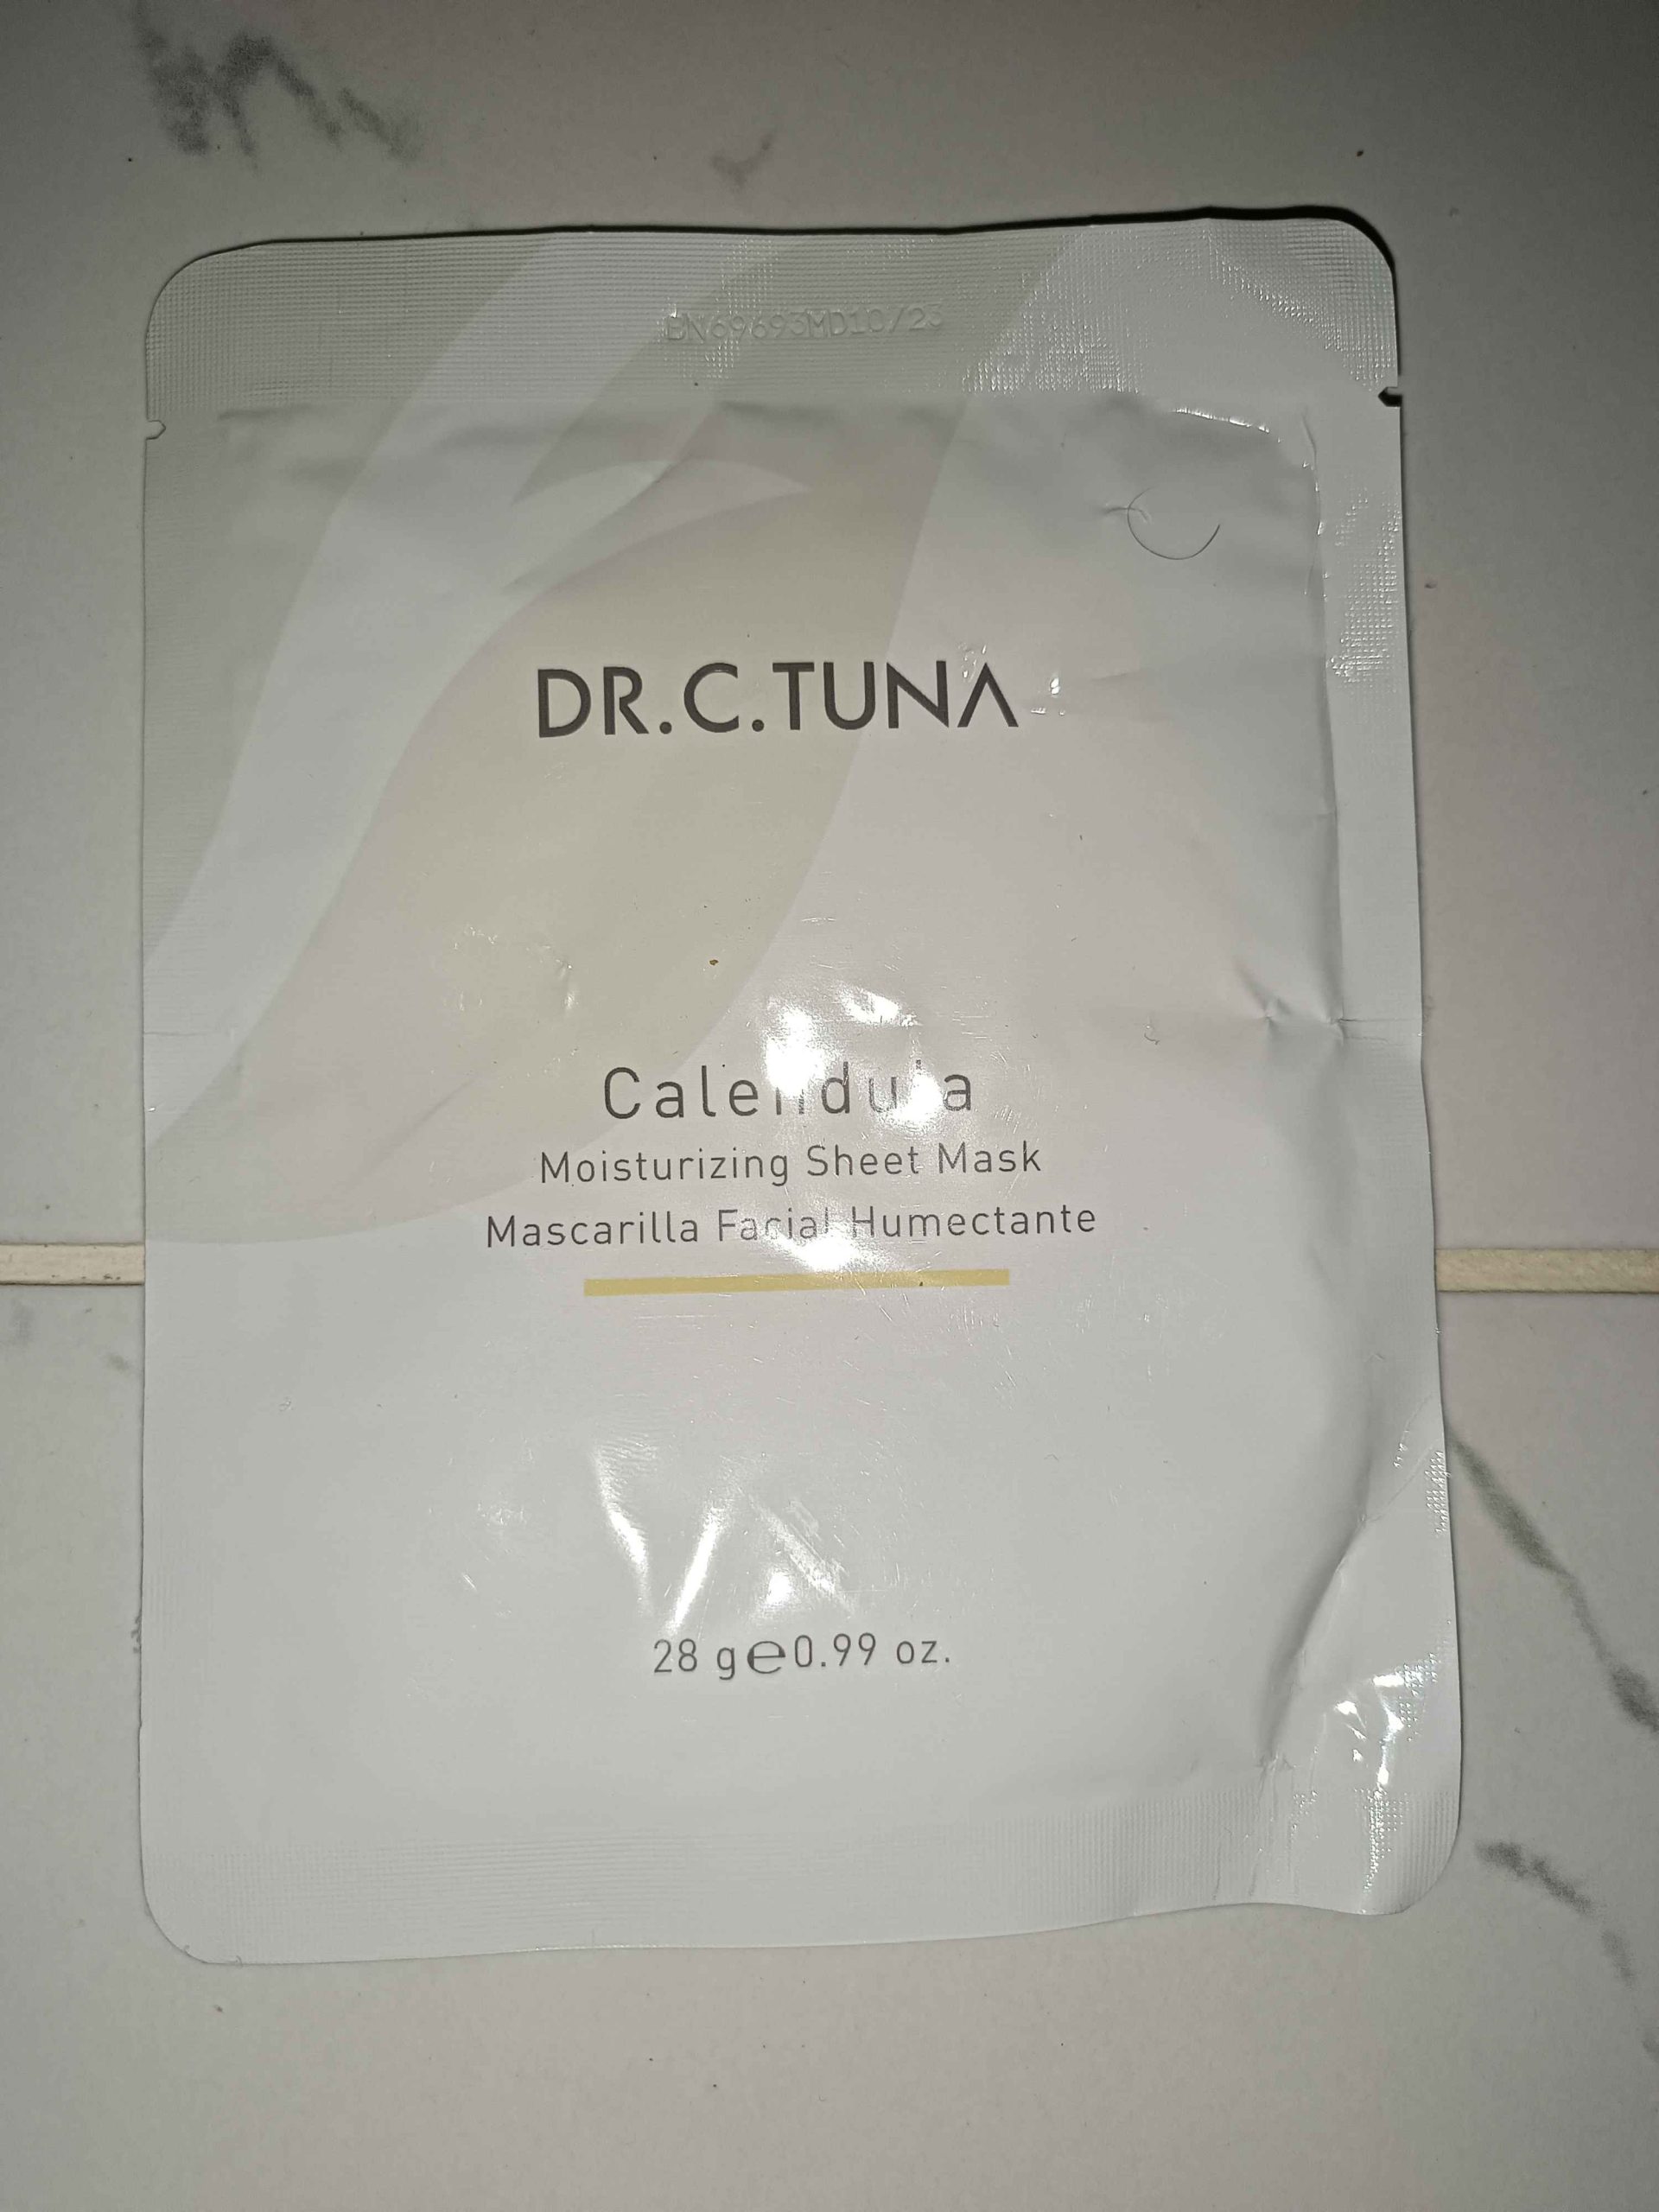 BN69693MD10/23
DR.C.TUNA
Calendula
Moisturizing Sheet Mask
Mascarilla Facial Humectante
28 g℮0.99 oz.